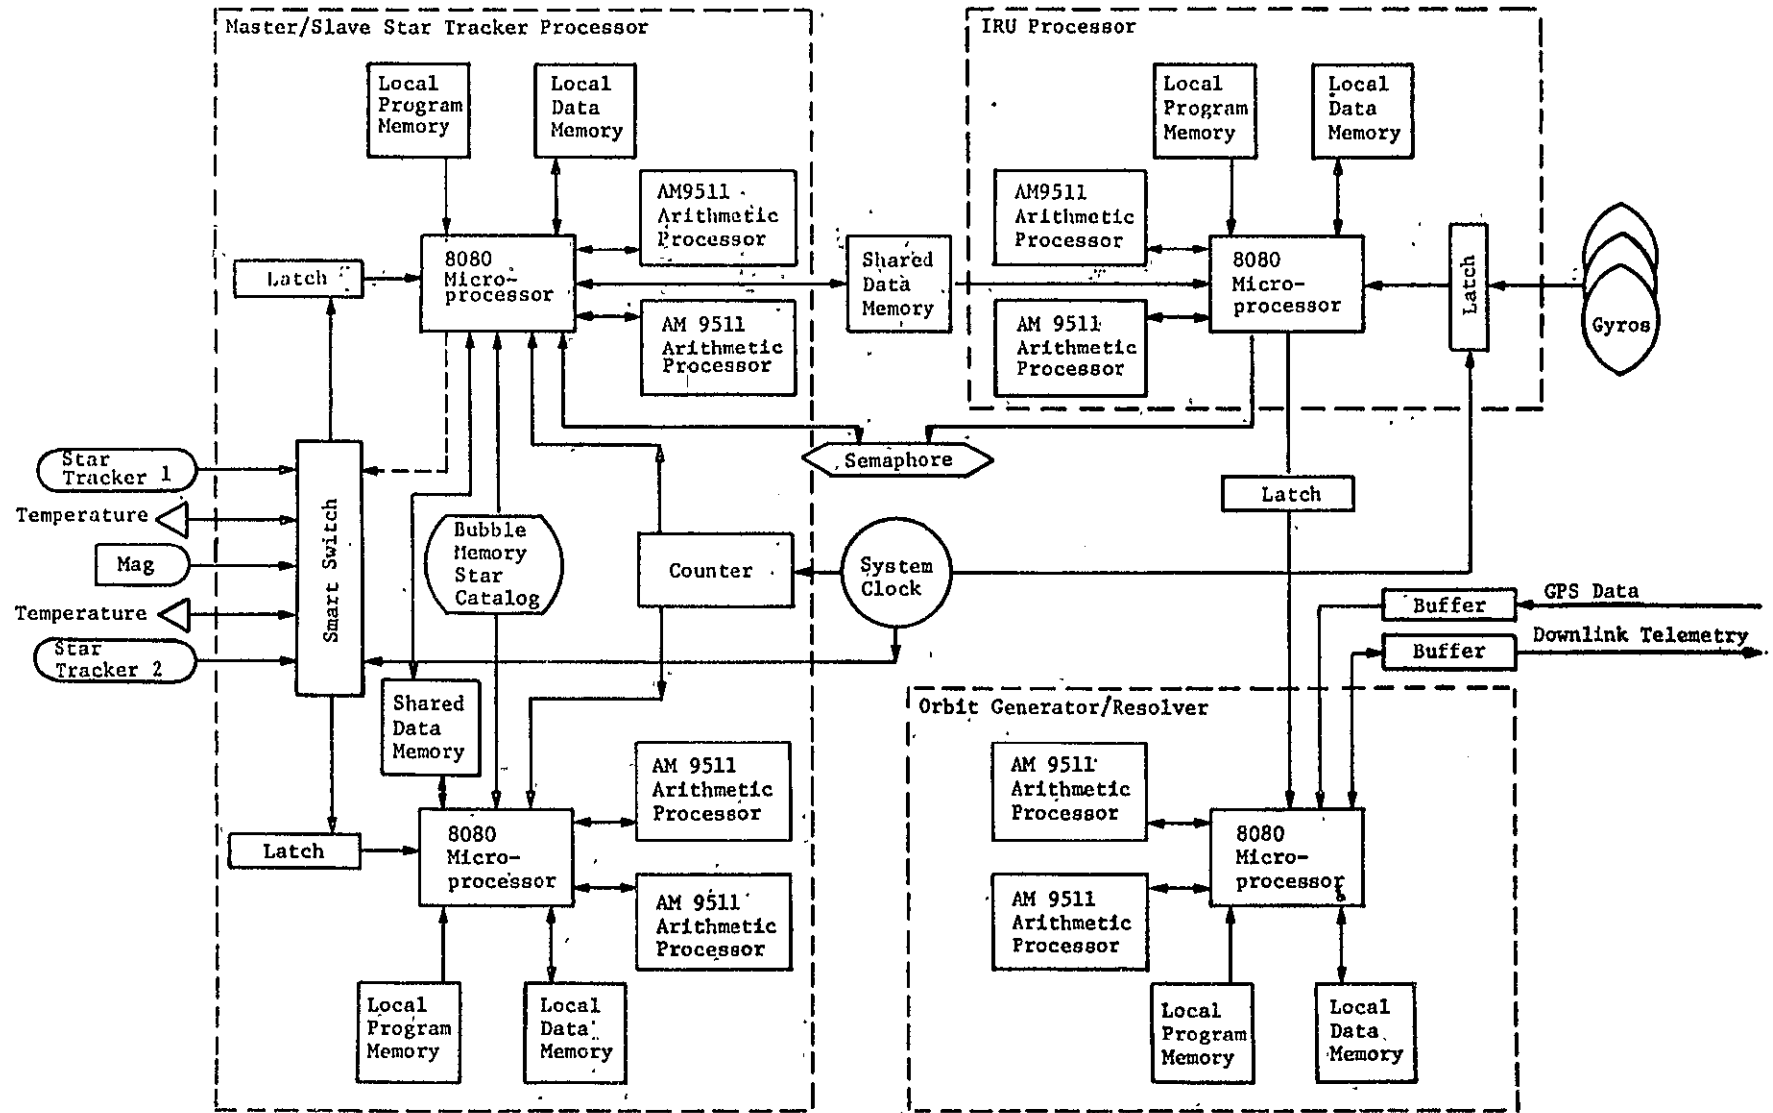 Master/Slave Star Tracker Processor
Local
Program
Memory
Local
Data
Memory
AM9511
Arithmetic
Processor
8080
Micro-
processor
Latch
AM 9511
Arithmetic
Processor
Shared
Data
Memory
IRU Processor
Local
Program
Memory
Local
Data
Memory
AM9511
Arithmetic
Processor
8080
Micro-
processor
AM 9511
Arithmetic
Processor
Latch
Gyros
Semaphore
Latch
Star
Tracker 1
Temperature
Mag
Temperature
Star
Tracker 2
Smart Switch
Bubble
Memory
Star
Catalog
Counter
System
Clock
Buffer
GPS Data
Buffer
Downlink Telemetry
Shared
Data
Memory
Latch
8080
Micro-
processor
AM 9511
Arithmetic
Processor
AM 9511
Arithmetic
Processor
Local
Program
Memory
Local
Data
Memory
Orbit Generator/Resolver
AM 9511
Arithmetic
Processor
8080
Micro-
processor
AM 9511
Arithmetic
Processor
Local
Program
Memory
Local
Data
Memory